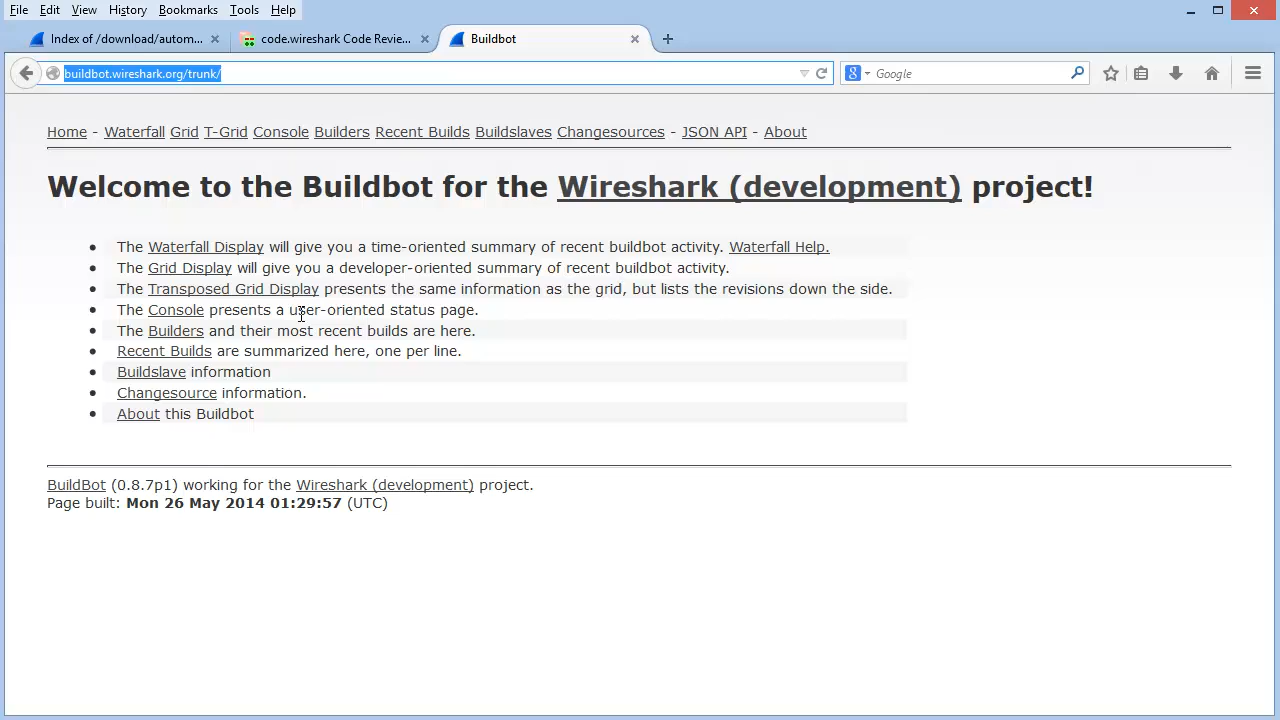 File Edit View History Bookmarks Tools Help
Index of /download/autom... code.wireshark Code Revie... Buildbot
buildbot.wireshark.org/trunk/ Google
Home - Waterfall Grid T-Grid Console Builders Recent Builds Buildslaves Changesources - JSON API - About
Welcome to the Buildbot for the Wireshark (development) project!
The Waterfall Display will give you a time-oriented summary of recent buildbot activity. Waterfall Help.
The Grid Display will give you a developer-oriented summary of recent buildbot activity.
The Transposed Grid Display presents the same information as the grid, but lists the revisions down the side.
The Console presents a user-oriented status page.
The Builders and their most recent builds are here.
Recent Builds are summarized here, one per line.
Buildslave information
Changesource information.
About this Buildbot
BuildBot (0.8.7p1) working for the Wireshark (development) project.
Page built: Mon 26 May 2014 01:29:57 (UTC)